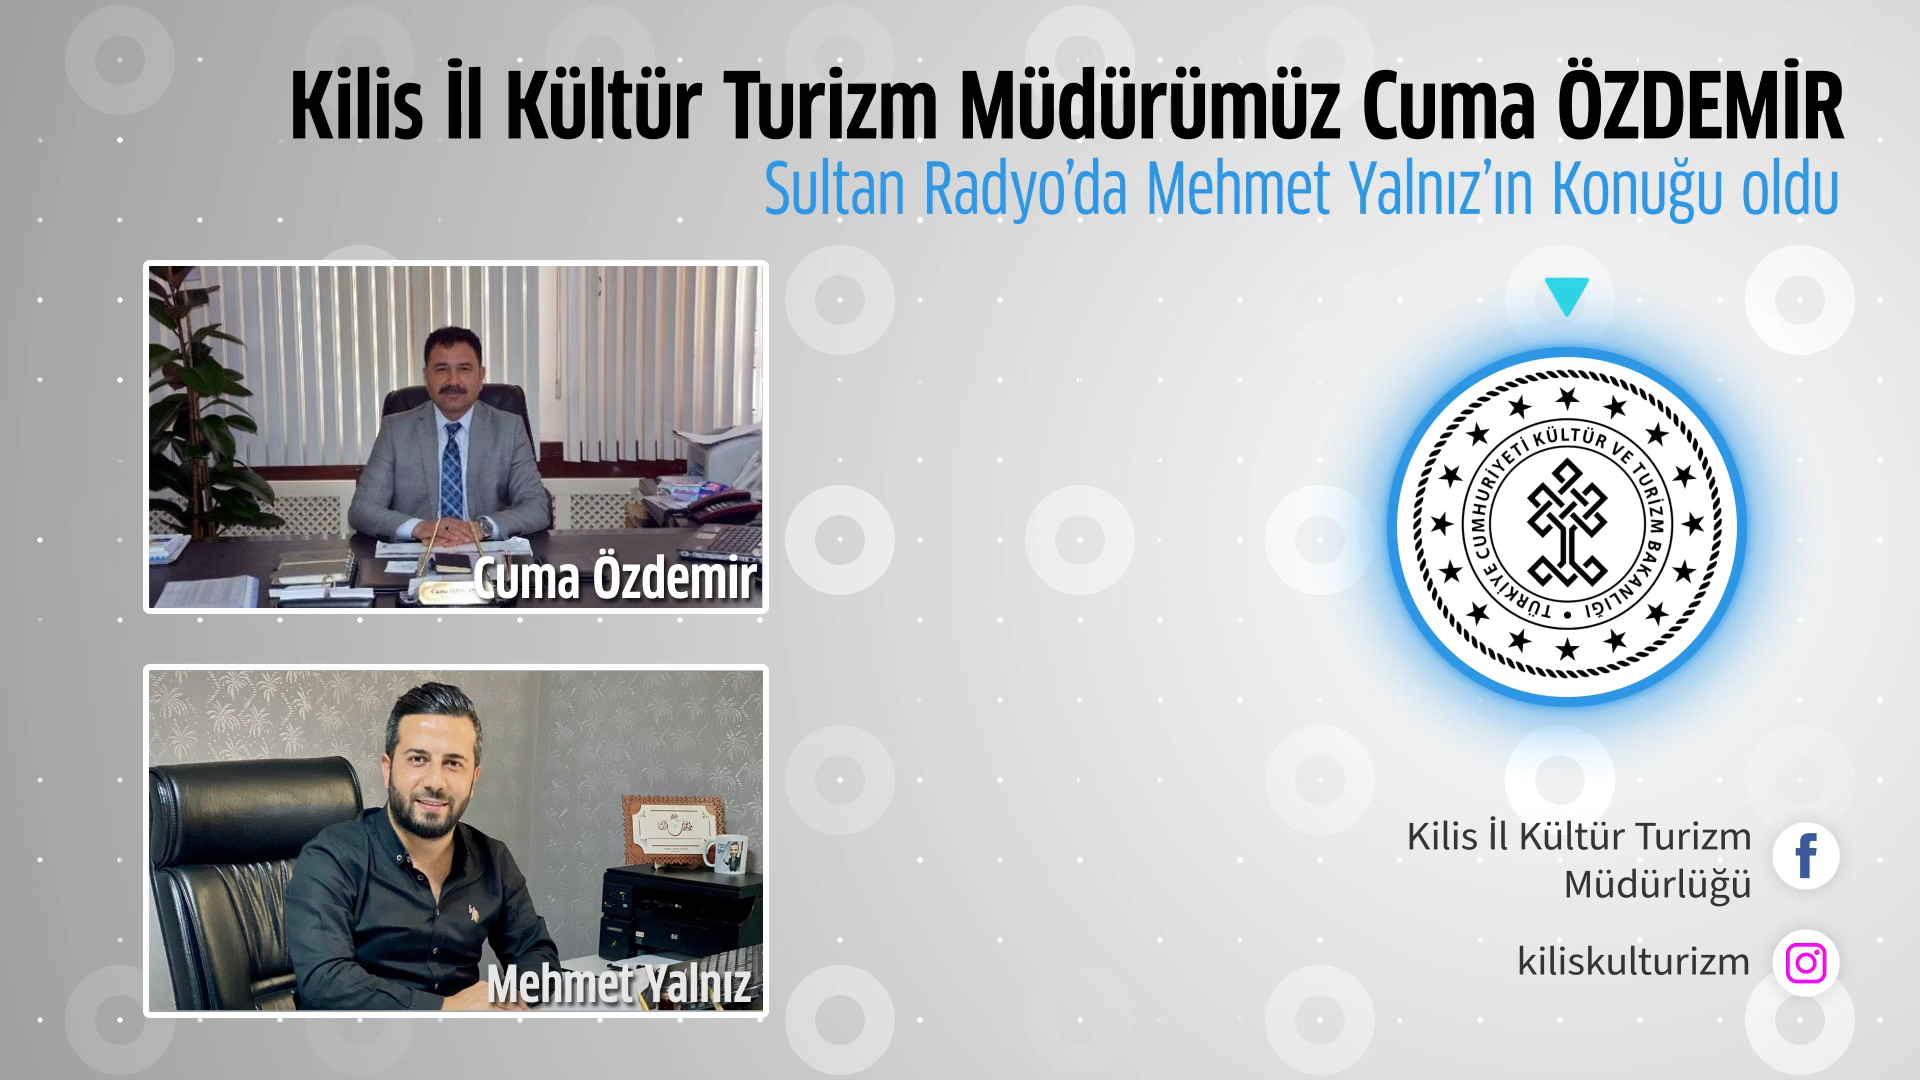 Kilis İl Kültür Turizm Müdürümüz Cuma ÖZDEMİR
Sultan Radyo’da Mehmet Yalnız’ın Konuğu oldu
Cuma Özdemir
TÜRKİYE CUMHURİYETİ KÜLTÜR VE TURİZM BAKANLIĞI
Mehmet Yalnız
Kilis İl Kültür Turizm
Müdürlüğü
kiliskulturizm